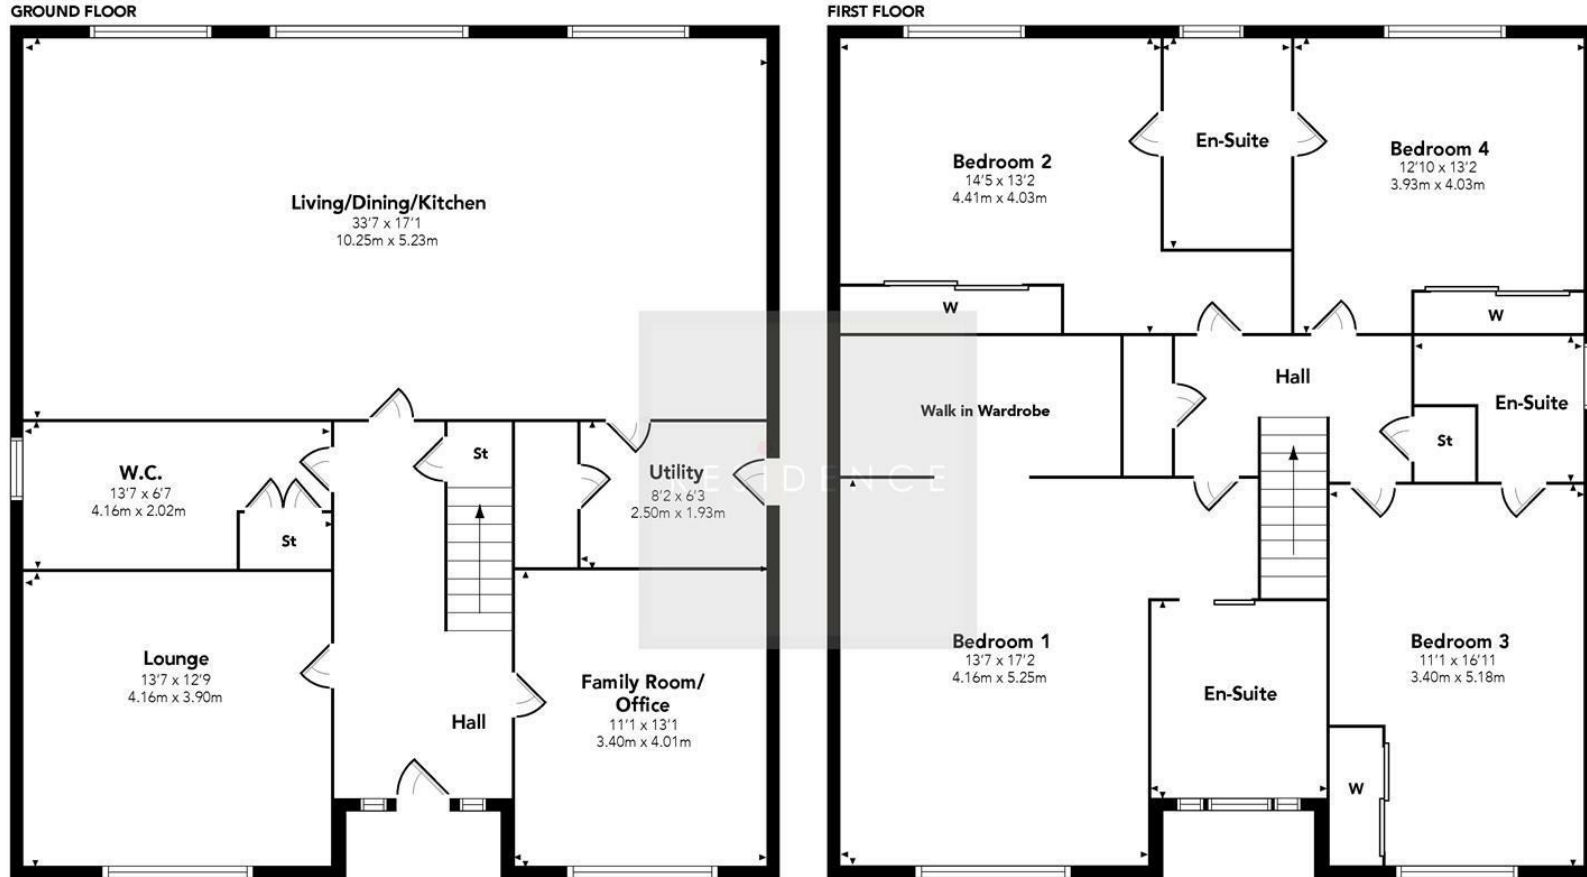 GROUND FLOOR
Living/Dining/Kitchen
33'7 x 17'1
10.25m x 5.23m
W.C.
13'7 x 6'7
4.16m x 2.02m
St
St
Utility
8'2 x 6'3
2.50m x 1.93m
Lounge
13'7 x 12'9
4.16m x 3.90m
Hall
Family Room/
Office
11'1 x 13'1
3.40m x 4.01m
FIRST FLOOR
Bedroom 2
14'5 x 13'2
4.41m x 4.03m
En-Suite
Bedroom 4
12'10 x 13'2
3.93m x 4.03m
W
W
Walk in Wardrobe
Hall
En-Suite
St
Bedroom 1
13'7 x 17'2
4.16m x 5.25m
En-Suite
Bedroom 3
11'1 x 16'11
3.40m x 5.18m
W
RESIDENCE